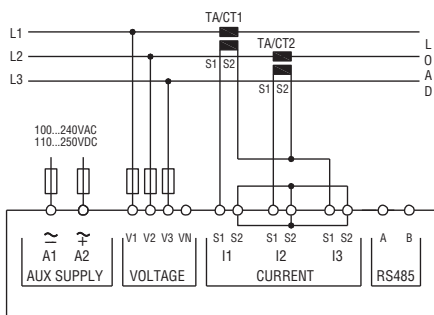 TA/CT1
L1
TA/CT2
L2
S1 S2
L3
S1 S2
LOAD
100...240VAC
110...250VDC
V1 V2 V3 VN S1 S2 S1 S2 S1 S2 A B
A1 A2 I1 I2 I3
AUX SUPPLY VOLTAGE CURRENT RS485